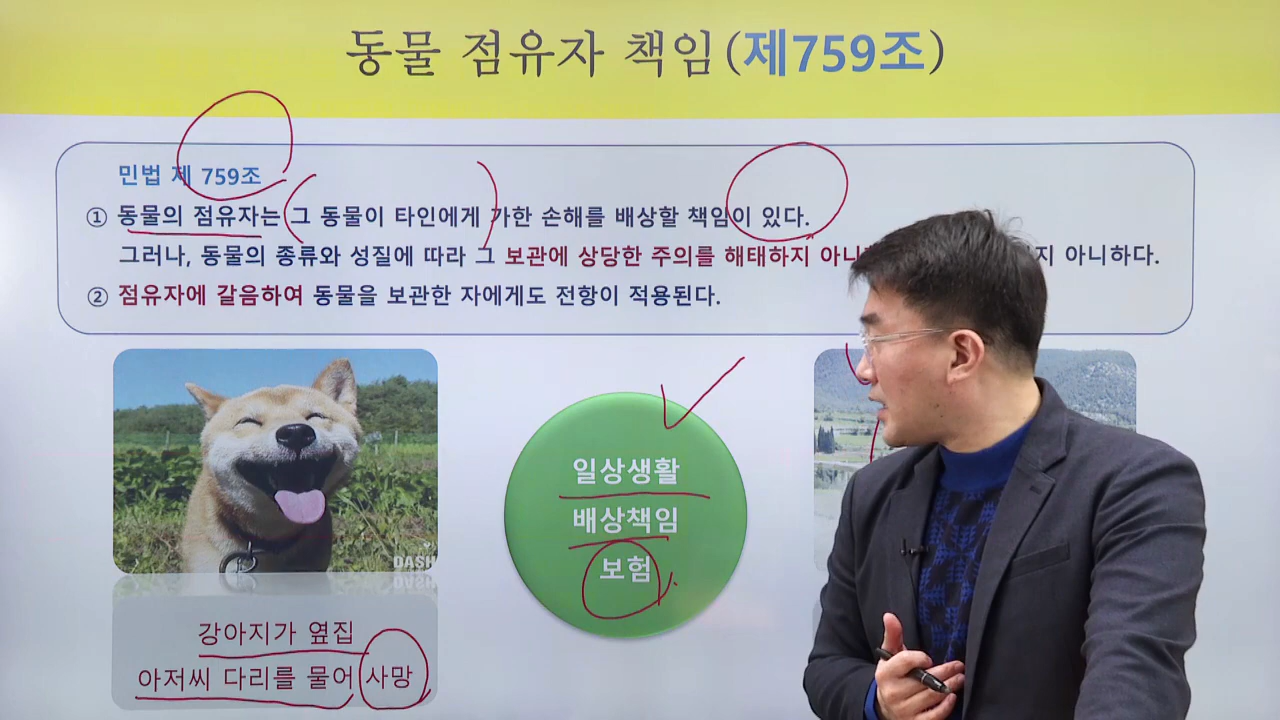 동물 점유자 책임(제759조)
민법 제 759조
① 동물의 점유자는 그 동물이 타인에게 가한 손해를 배상할 책임이 있다.
그러나, 동물의 종류와 성질에 따라 그 보관에 상당한 주의를 해태하지 아니 지 아니하다.
② 점유자에 갈음하여 동물을 보관한 자에게도 전항이 적용된다.
DASH
일상생활
배상책임
보험
강아지가 옆집
아저씨 다리를 물어 사망